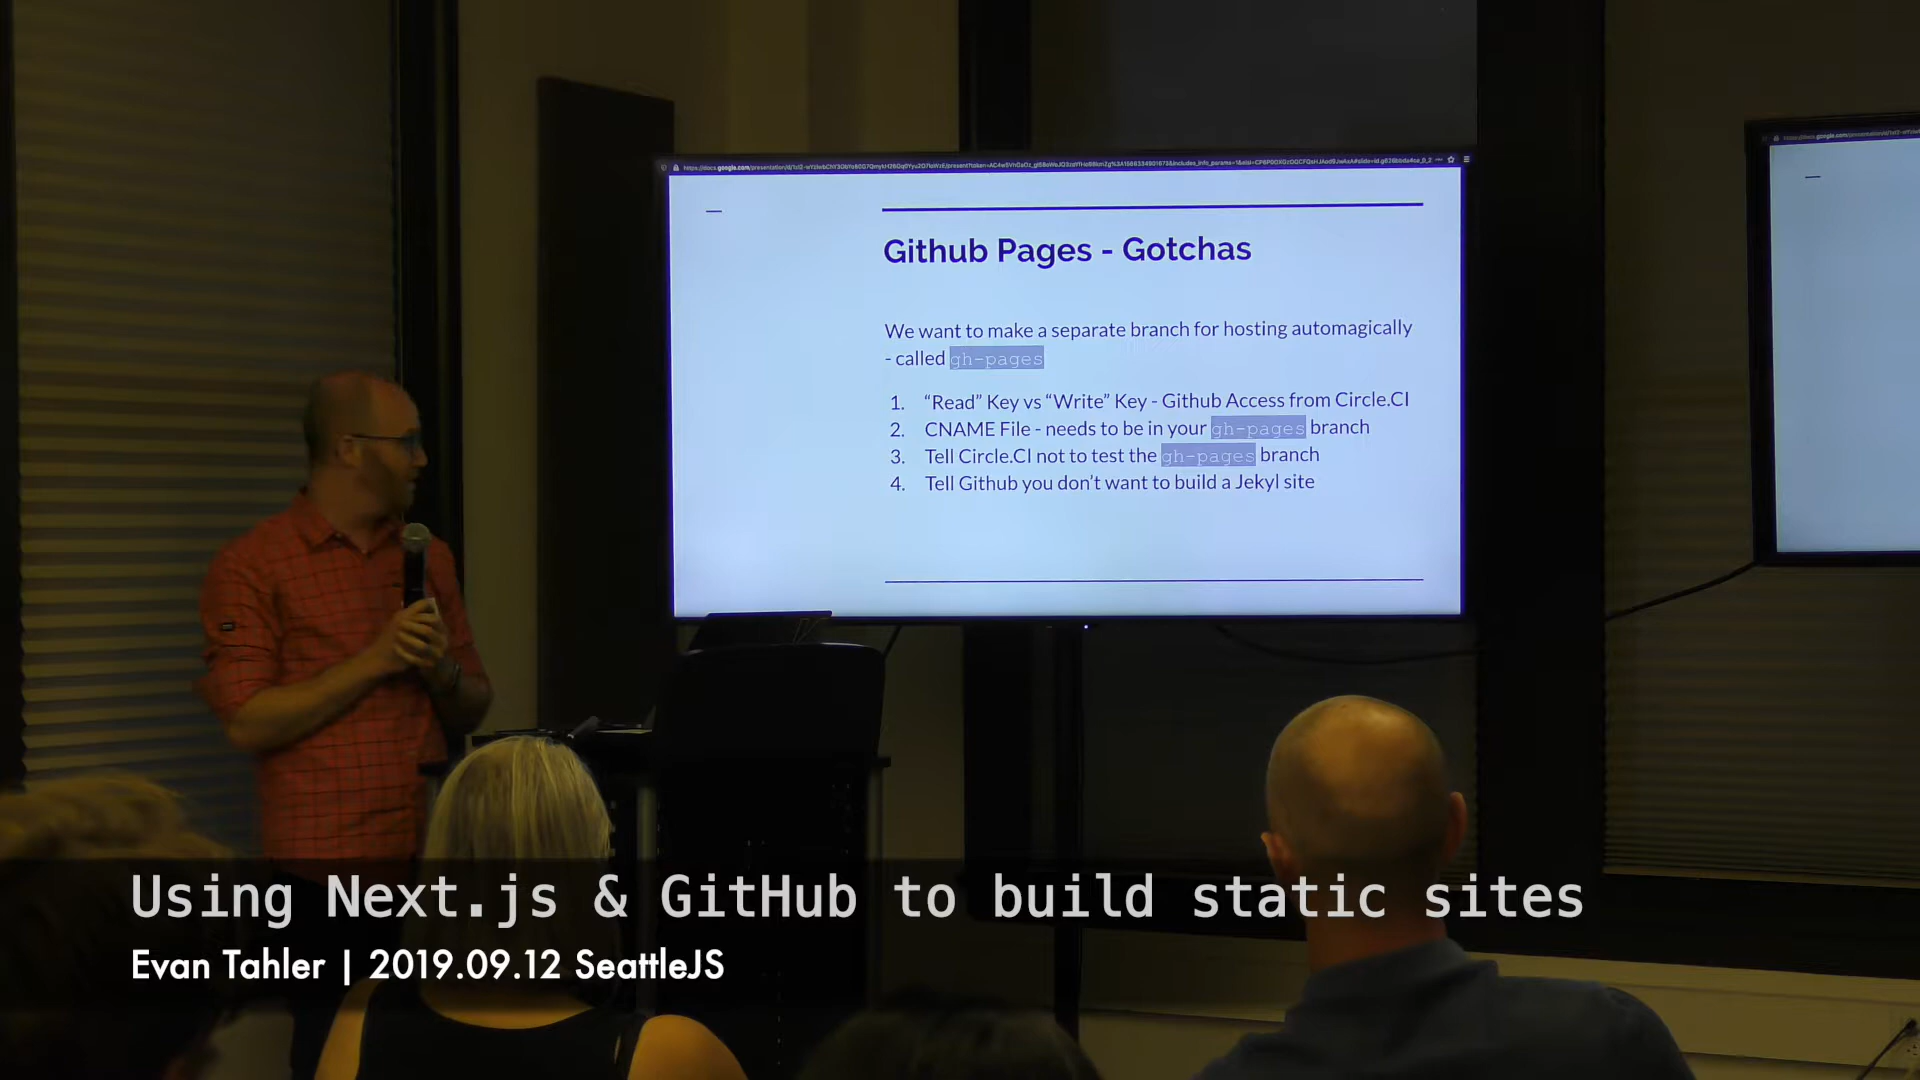 Github Pages - Gotchas
We want to make a separate branch for hosting automagically
- called gh-pages
1. “Read” Key vs “Write” Key - Github Access from Circle.CI
2. CNAME File - needs to be in your gh-pages branch
3. Tell Circle.CI not to test the gh-pages branch
4. Tell Github you don’t want to build a Jekyl site
Using Next.js & GitHub to build static sites
Evan Tahler | 2019.09.12 SeattleJS